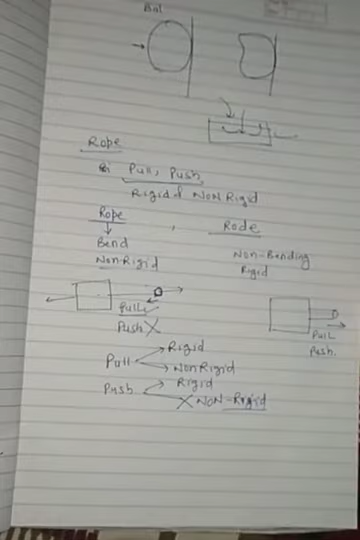 Ball
Rope
Pull, Push,
Rigid & Non Rigid
Rope , Rode
Bend Non-Bending
Non-Rigid Rigid
Pull ✓
Push X
Pull
Push.
Pull Rigid
Non Rigid
Push Rigid
X Non-Rigid